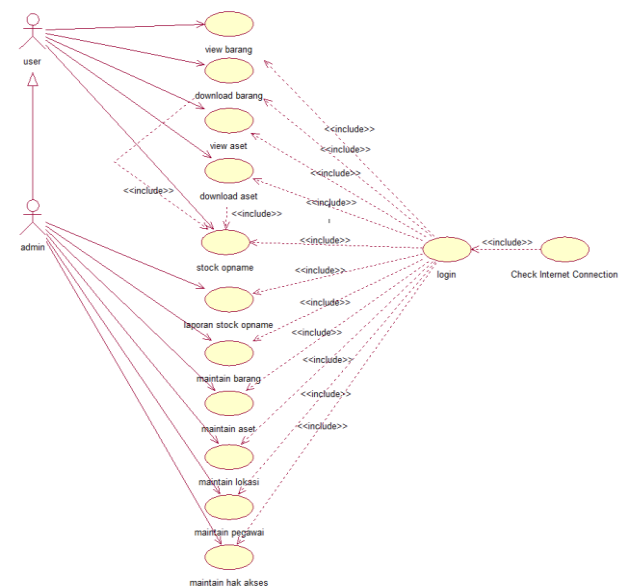 user
view barang
download barang
<<include>>
<<include>>
view aset
<<include>>
<<include>>
download aset
<<include>>
<<include>>
admin
stock opname
<<include>>
login
<<include>>
Check Internet Connection
<<include>>
<<include>>
laporan stock opname
<<include>>
maintain barang
<<include>>
<<include>>
maintain aset
<<include>>
maintain lokasi
maintain pegawai
maintain hak akses